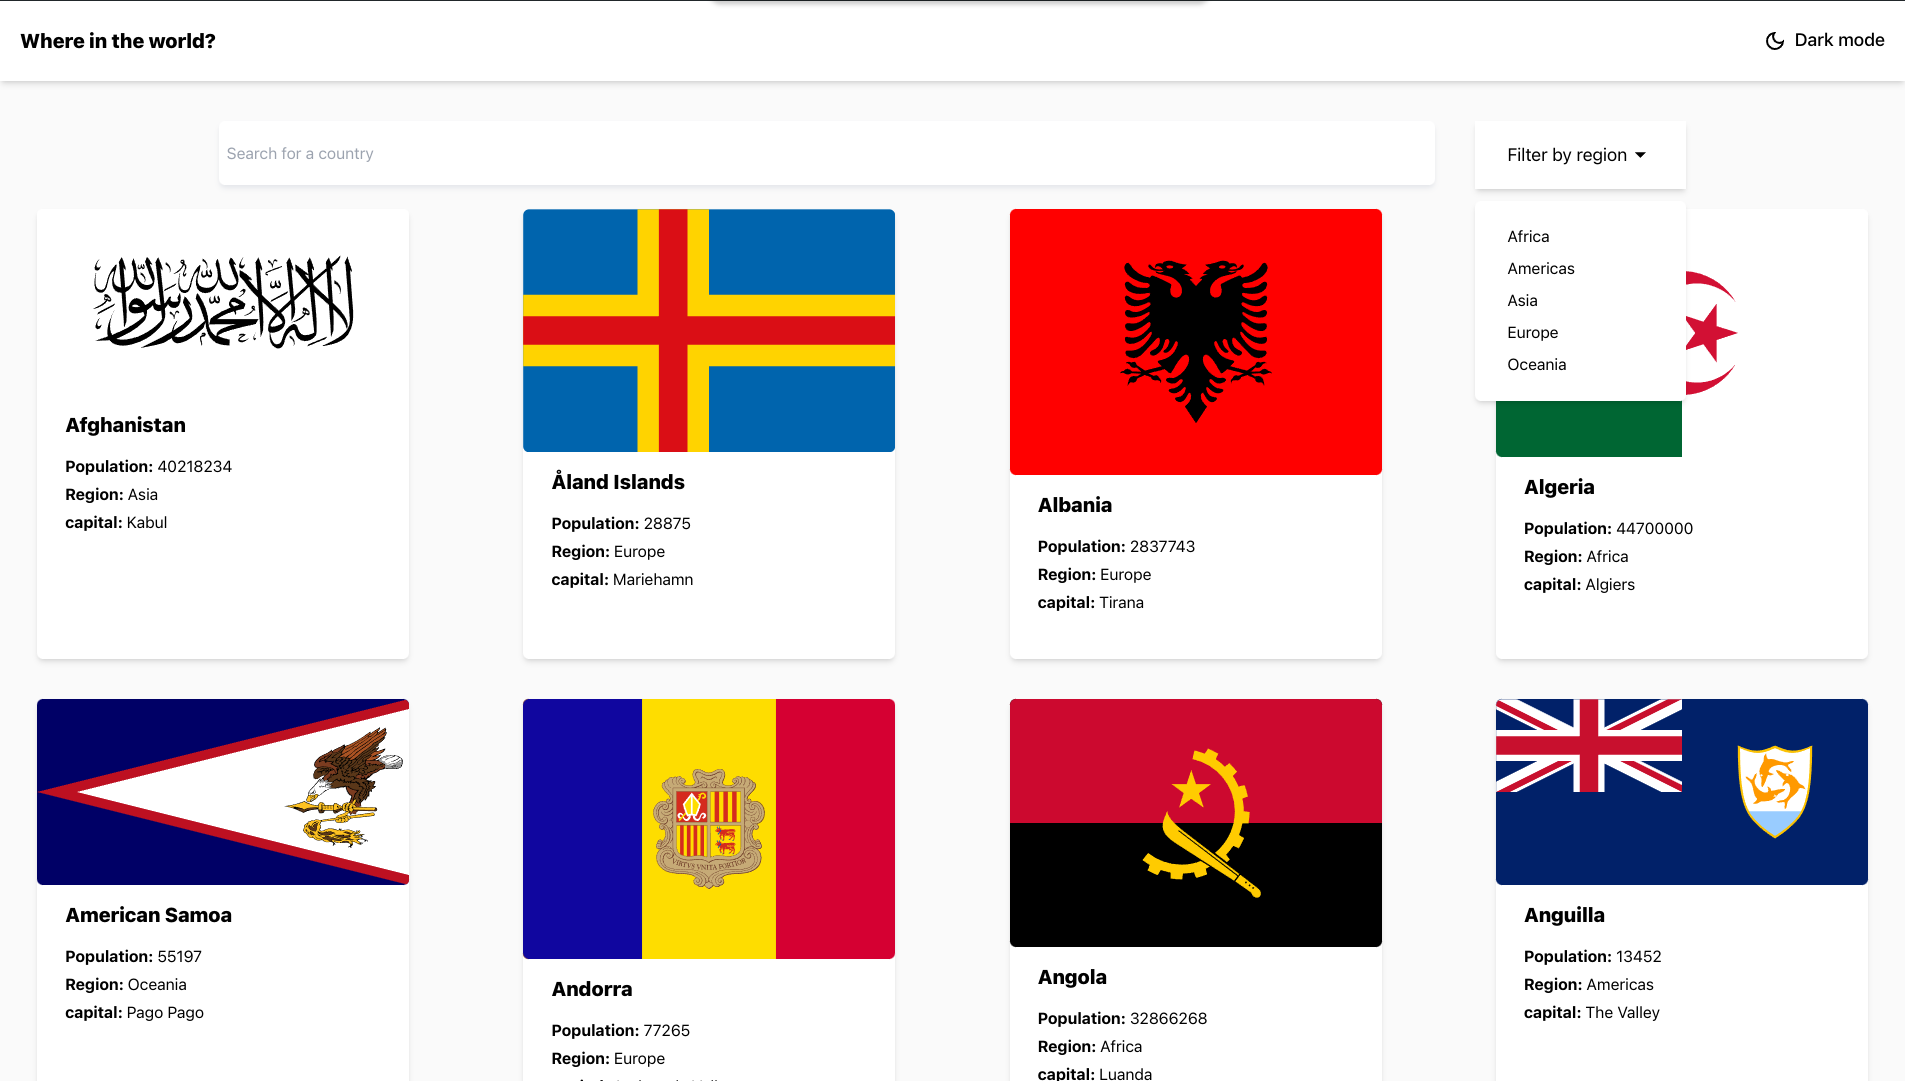 Where in the world?
Dark mode
Search for a country
Filter by region
Africa
Americas
Asia
Europe
Oceania
لا إله إلا الله محمد رسول الله
Afghanistan
Population: 40218234
Region: Asia
capital: Kabul
Åland Islands
Population: 28875
Region: Europe
capital: Mariehamn
Albania
Population: 2837743
Region: Europe
capital: Tirana
Algeria
Population: 44700000
Region: Africa
capital: Algiers
American Samoa
Population: 55197
Region: Oceania
capital: Pago Pago
VIRTVS VNITA FORTIOR
Andorra
Population: 77265
Region: Europe
Angola
Population: 32866268
Region: Africa
capital: Luanda
Anguilla
Population: 13452
Region: Americas
capital: The Valley